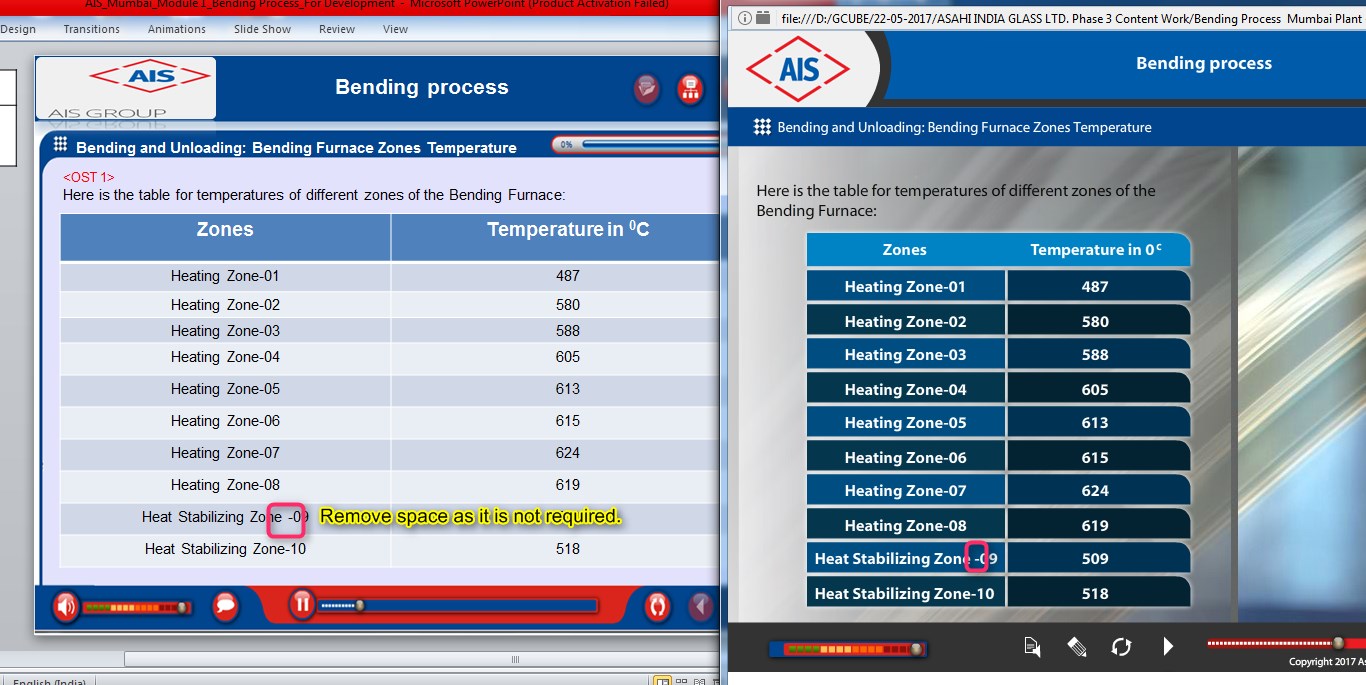 AIS_Mumbai_Module I_Bending Process_For Development - Microsoft PowerPoint (Product Activation Failed)
Design Transitions Animations Slide Show Review View
AIS
AIS GROUP
Bending process
Bending and Unloading: Bending Furnace Zones Temperature
0%
<OST 1>
Here is the table for temperatures of different zones of the Bending Furnace:
Zones Temperature in ⁰C
Heating Zone-01 487
Heating Zone-02 580
Heating Zone-03 588
Heating Zone-04 605
Heating Zone-05 613
Heating Zone-06 615
Heating Zone-07 624
Heating Zone-08 619
Heat Stabilizing Zone -09 Remove space as it is not required.
Heat Stabilizing Zone-10 518
English (India)
file:///D:/GCUBE/22-05-2017/ASAHI INDIA GLASS LTD. Phase 3 Content Work/Bending Process Mumbai Plant
AIS
Bending process
Bending and Unloading: Bending Furnace Zones Temperature
Here is the table for temperatures of different zones of the
Bending Furnace:
Zones Temperature in 0ᶜ
Heating Zone-01 487
Heating Zone-02 580
Heating Zone-03 588
Heating Zone-04 605
Heating Zone-05 613
Heating Zone-06 615
Heating Zone-07 624
Heating Zone-08 619
Heat Stabilizing Zone -09 509
Heat Stabilizing Zone-10 518
Copyright 2017 As